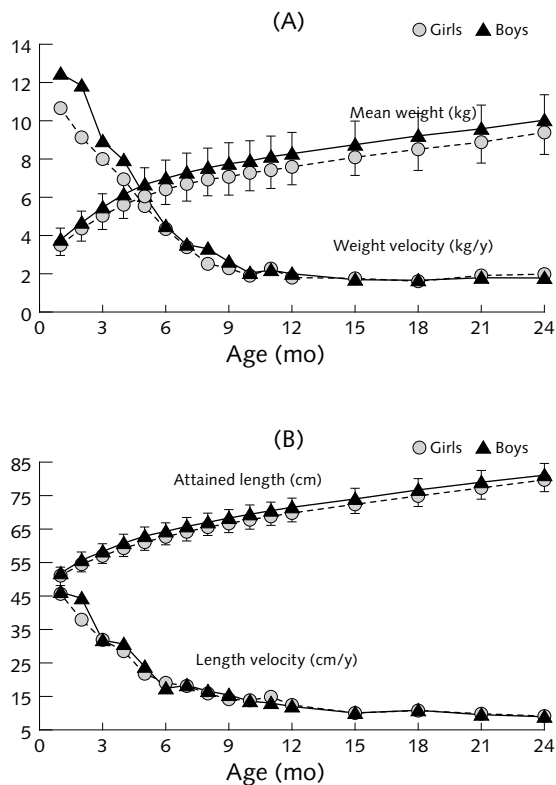 (A)
Girls Boys
14
12
10
8
6
4
2
0
Mean weight (kg)
Weight velocity (kg/y)
0 3 6 9 12 15 18 21 24
Age (mo)
(B)
Girls Boys
85
75
65
55
45
35
25
15
5
Attained length (cm)
Length velocity (cm/y)
0 3 6 9 12 15 18 21 24
Age (mo)